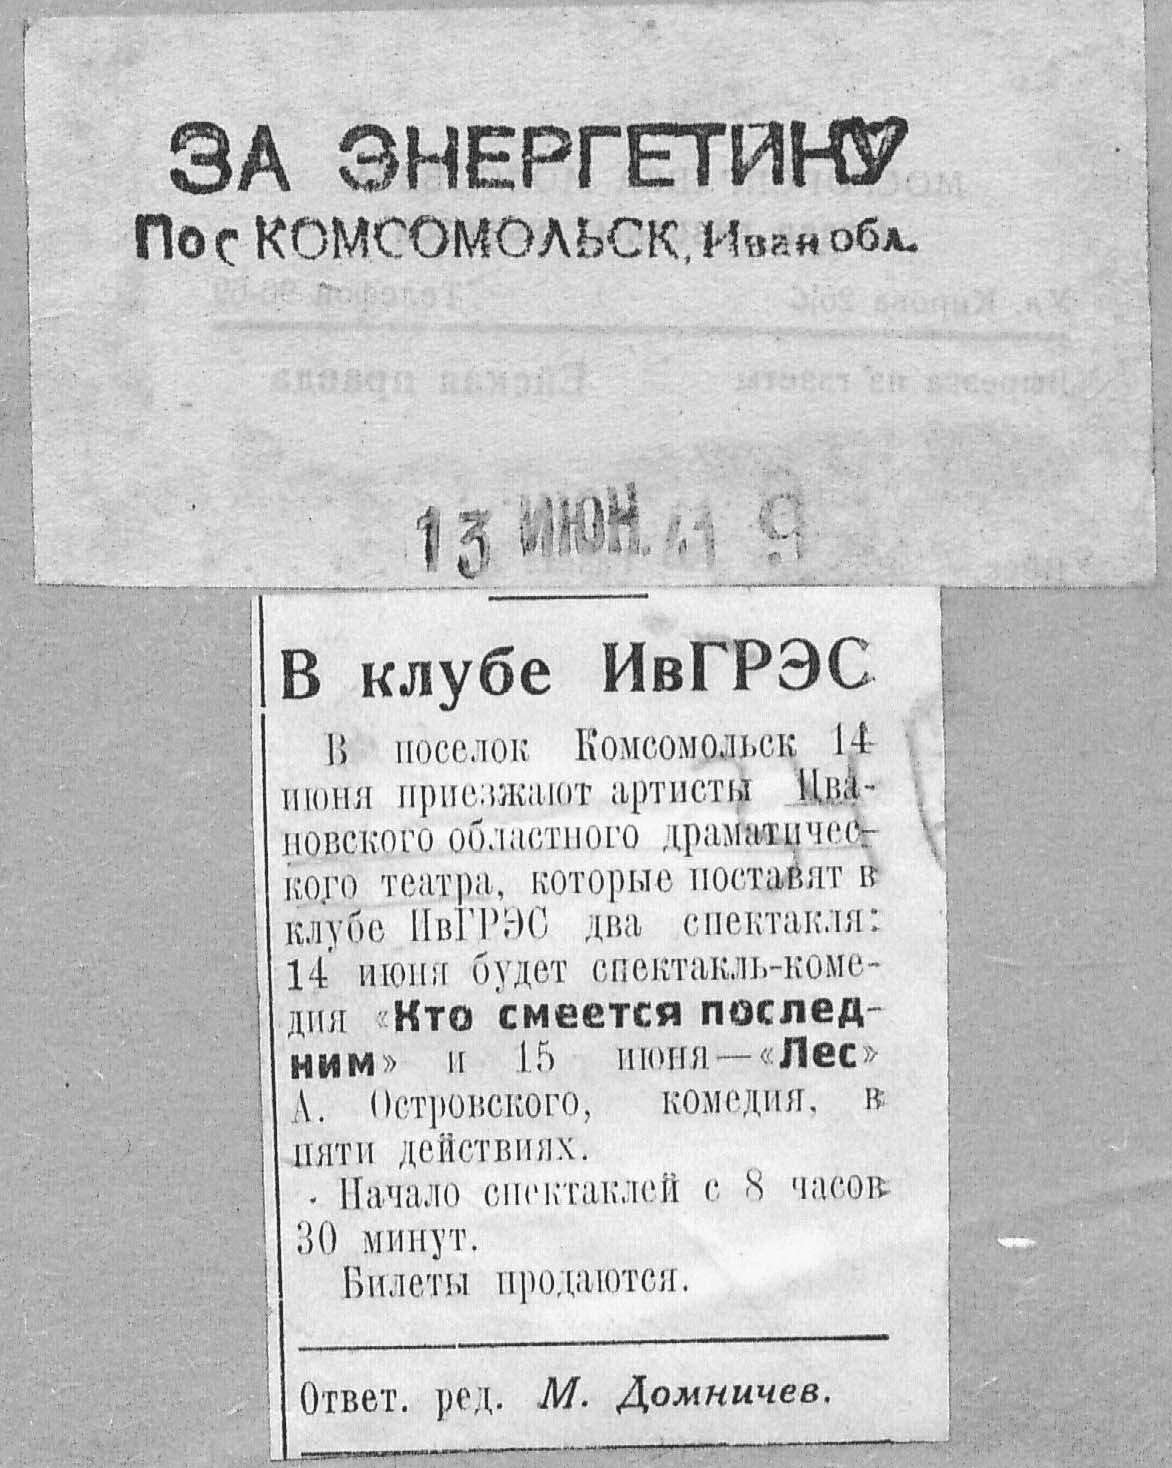 ЗА ЭНЕРГЕТИКУ
Пос КОМСОМОЛЬСК, Иван обл.
13 ИЮН. 41
В клубе ИвГРЭС
В поселок Комсомольск 14
июня приезжают артисты Ива-
новского областного драматичес-
кого театра, которые поставят в
клубе ИвГРЭС два спектакля:
14 июня будет спектакль-коме-
дия «Кто смеется послед-
ним» и 15 июня—«Лес»
А. Островского, комедия, в
пяти действиях.
Начало спектаклей с 8 часов
30 минут.
Билеты продаются.
Ответ. ред. М. Домничев.